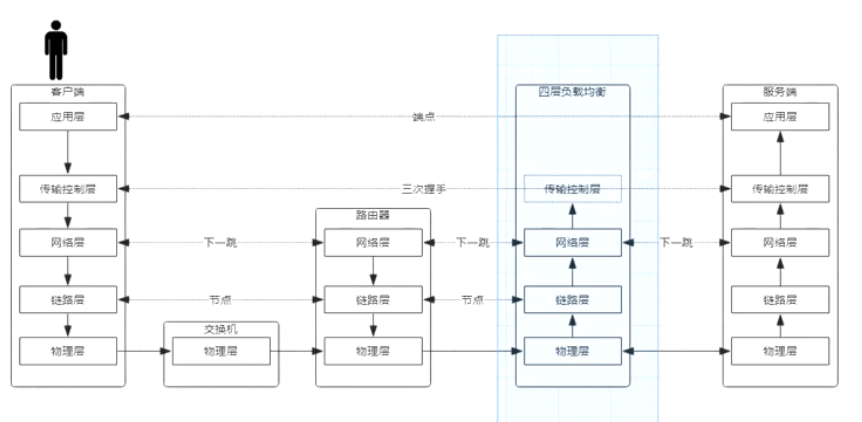 客户端
四层负载均衡
服务端
应用层
端点
应用层
传输控制层
三次握手
传输控制层
传输控制层
路由器
网络层
下一跳
网络层
下一跳
网络层
下一跳
网络层
链路层
节点
链路层
节点
链路层
链路层
交换机
物理层
物理层
物理层
物理层
物理层